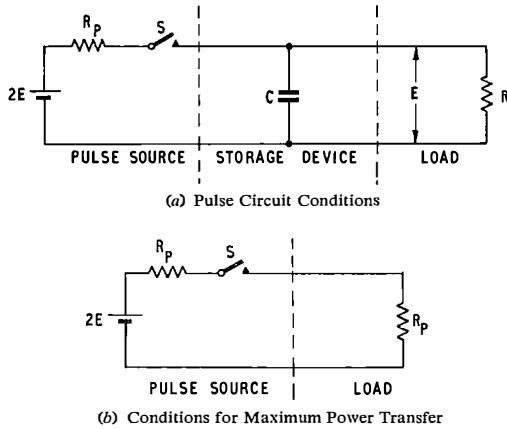 R_P S
2E C E R
PULSE SOURCE STORAGE DEVICE LOAD
(a) Pulse Circuit Conditions
R_P S
2E R_P
PULSE SOURCE LOAD
(b) Conditions for Maximum Power Transfer